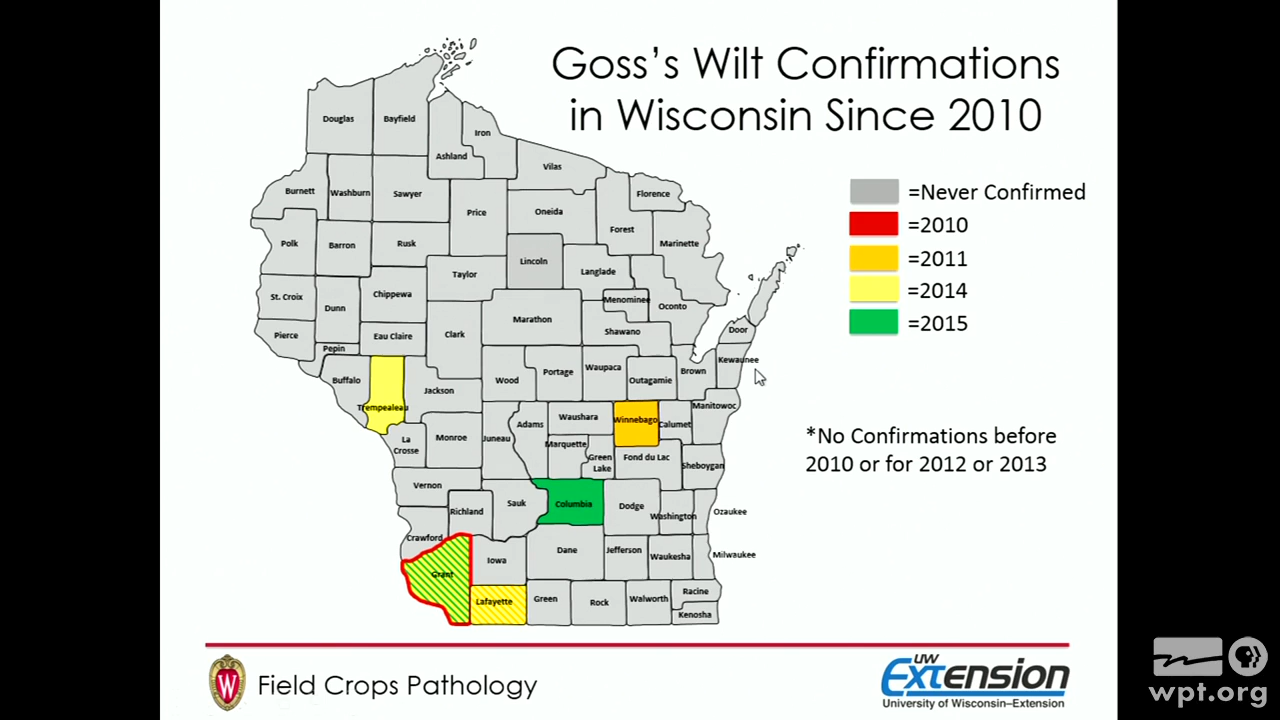 Goss's Wilt Confirmations
in Wisconsin Since 2010
=Never Confirmed
=2010
=2011
=2014
=2015
*No Confirmations before
2010 or for 2012 or 2013
Douglas
Bayfield
Iron
Ashland
Vilas
Burnett
Washburn
Sawyer
Florence
Price
Oneida
Forest
Polk
Barron
Rusk
Marinette
Lincoln
Taylor
Langlade
St. Croix
Dunn
Chippewa
Menominee
Oconto
Marathon
Door
Pierce
Eau Claire
Clark
Shawano
Pepin
Kewaunee
Buffalo
Wood
Portage
Waupaca
Outagamie
Brown
Jackson
Trempealeau
Manitowoc
Waushara
Winnebago
Calumet
Adams
La
Crosse
Monroe
Juneau
Marquette
Green
Lake
Fond du Lac
Sheboygan
Vernon
Richland
Sauk
Columbia
Dodge
Washington
Ozaukee
Crawford
Iowa
Dane
Jefferson
Waukesha
Milwaukee
Grant
Lafayette
Green
Rock
Walworth
Racine
Kenosha
W
Field Crops Pathology
UW
Extension
University of Wisconsin–Extension
PBS
wpt.org